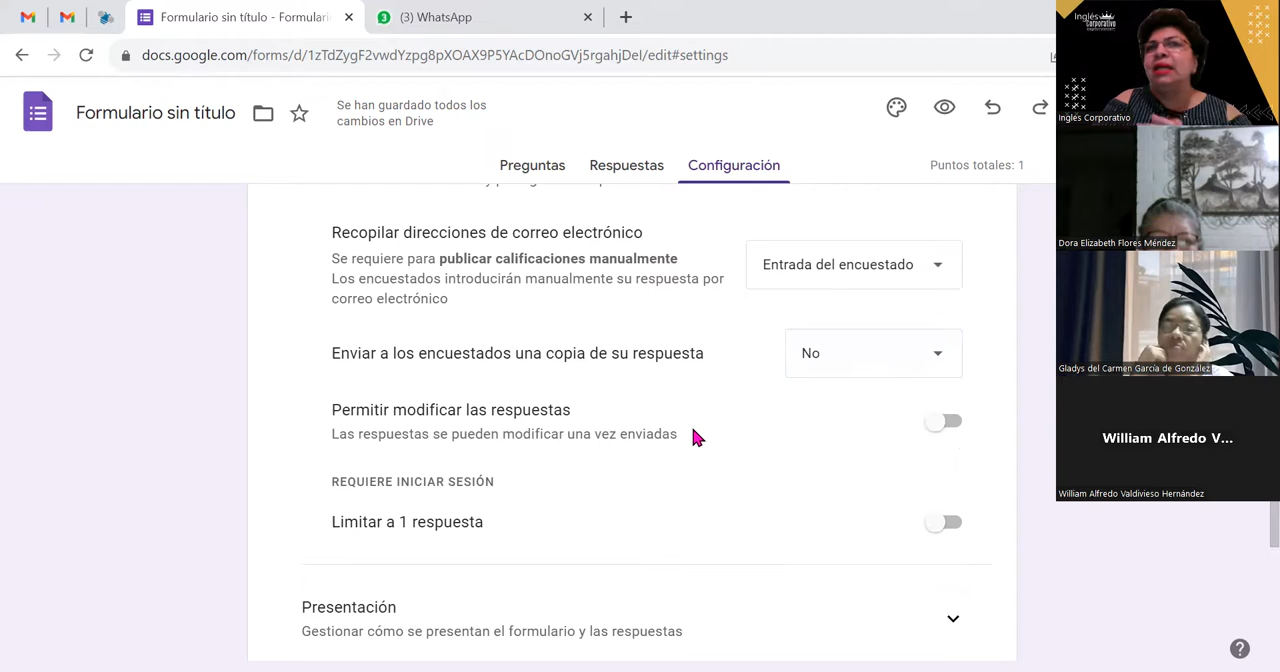 Formulario sin título - Formulari
(3) WhatsApp
docs.google.com/forms/d/1zTdZygF2vwdYzpg8pXOAX9P5YAcDOnoGVj5rgahjDeI/edit#settings
Formulario sin título
Se han guardado todos los
cambios en Drive
Preguntas
Respuestas
Configuración
Puntos totales: 1
Recopilar direcciones de correo electrónico
Se requiere para publicar calificaciones manualmente
Los encuestados introducirán manualmente su respuesta por
correo electrónico
Entrada del encuestado
Enviar a los encuestados una copia de su respuesta
No
Permitir modificar las respuestas
Las respuestas se pueden modificar una vez enviadas
REQUIERE INICIAR SESIÓN
Limitar a 1 respuesta
Presentación
Gestionar cómo se presentan el formulario y las respuestas
Inglés
Corporativo
Inglés Corporativo
Dora Elizabeth Flores Méndez
Gladys del Carmen García de González
William Alfredo V...
William Alfredo Valdivieso Hernández